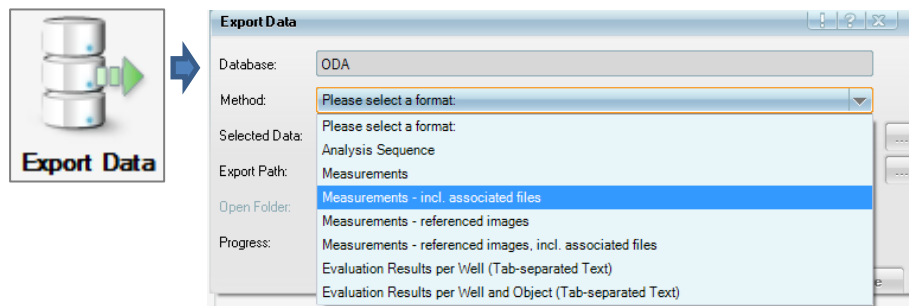 Export Data
Export Data
Database:
ODA
Method:
Please select a format:
Please select a format:
Selected Data:
Analysis Sequence
...
Measurements
Export Path:
...
Measurements - incl. associated files
Open Folder:
Measurements - referenced images
Progress:
Measurements - referenced images, incl. associated files
Evaluation Results per Well (Tab-separated Text)
e
Evaluation Results per Well and Object (Tab-separated Text)